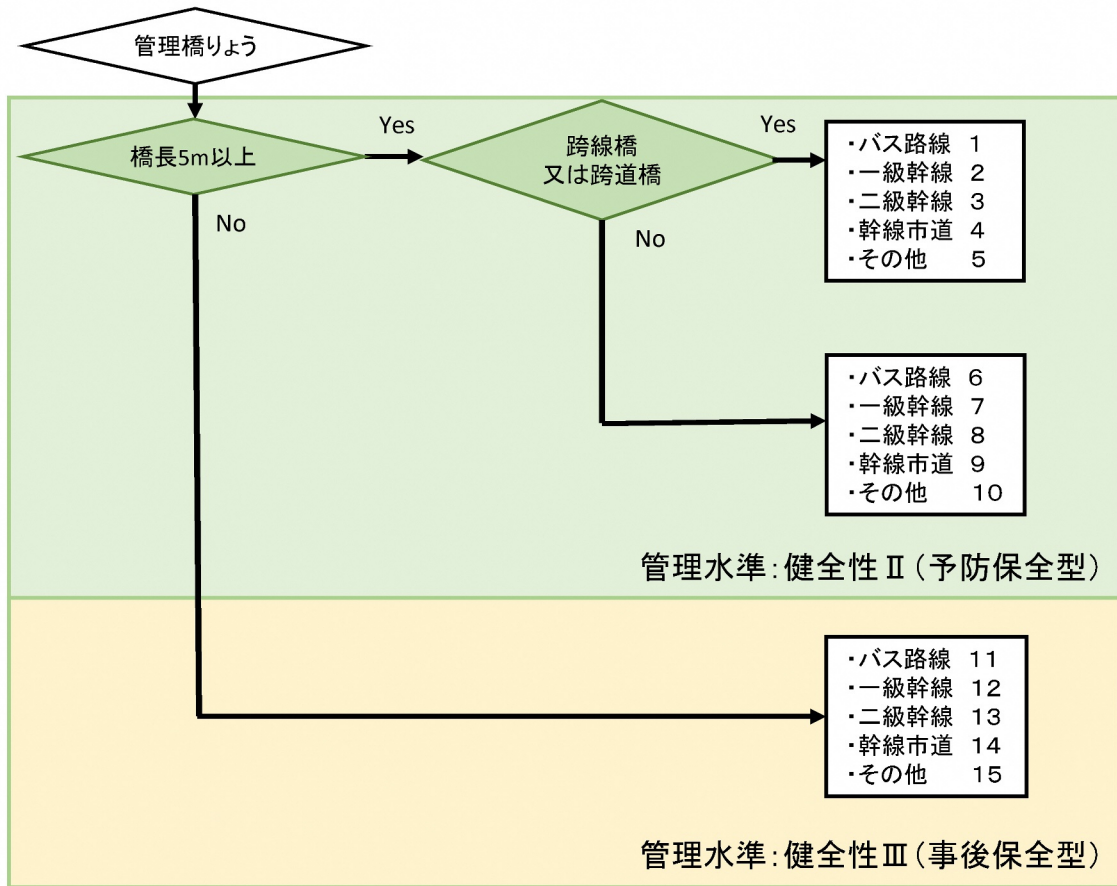 管理橋りょう
橋長5m以上
Yes
跨線橋
又は跨道橋
Yes
・バス路線 1
・一級幹線 2
・二級幹線 3
・幹線市道 4
・その他 5
No
No
・バス路線 6
・一級幹線 7
・二級幹線 8
・幹線市道 9
・その他 10
管理水準：健全性Ⅱ（予防保全型）
・バス路線 11
・一級幹線 12
・二級幹線 13
・幹線市道 14
・その他 15
管理水準：健全性Ⅲ（事後保全型）